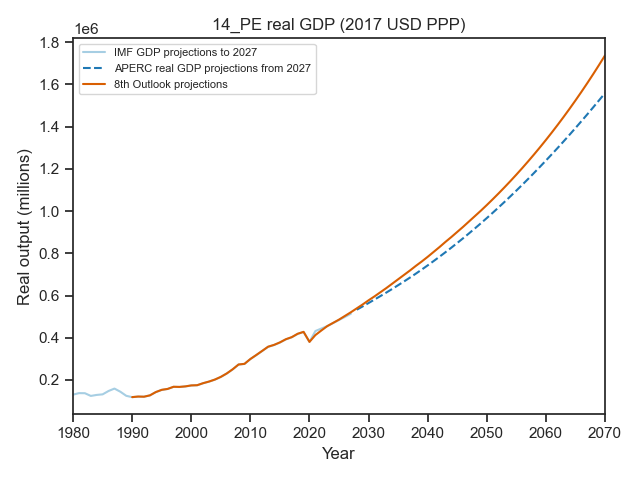 14_PE real GDP (2017 USD PPP)
1e6
IMF GDP projections to 2027
APERC real GDP projections from 2027
8th Outlook projections
Real output (millions)
1.8
1.6
1.4
1.2
1.0
0.8
0.6
0.4
0.2
1980 1990 2000 2010 2020 2030 2040 2050 2060 2070
Year